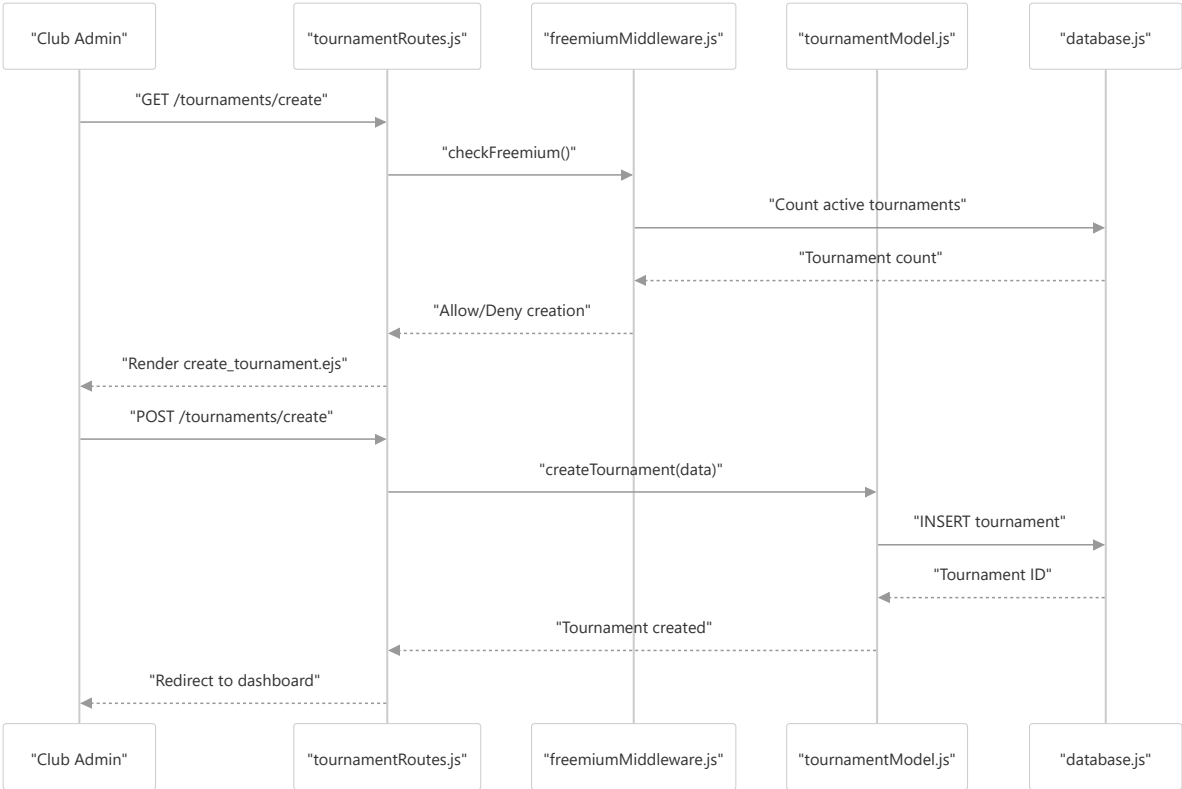 "Club Admin"
"tournamentRoutes.js"
"freemiumMiddleware.js"
"tournamentModel.js"
"database.js"
"GET /tournaments/create"
"checkFreemium()"
"Count active tournaments"
"Tournament count"
"Allow/Deny creation"
"Render create_tournament.ejs"
"POST /tournaments/create"
"createTournament(data)"
"INSERT tournament"
"Tournament ID"
"Tournament created"
"Redirect to dashboard"
"Club Admin"
"tournamentRoutes.js"
"freemiumMiddleware.js"
"tournamentModel.js"
"database.js"